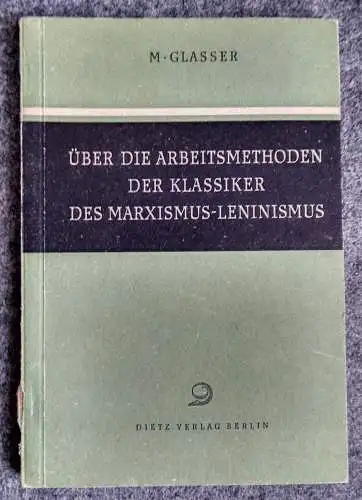 M · GLASSER
ÜBER DIE ARBEITSMETHODEN
DER KLASSIKER
DES MARXISMUS-LENINISMUS
DIETZ VERLAG BERLIN